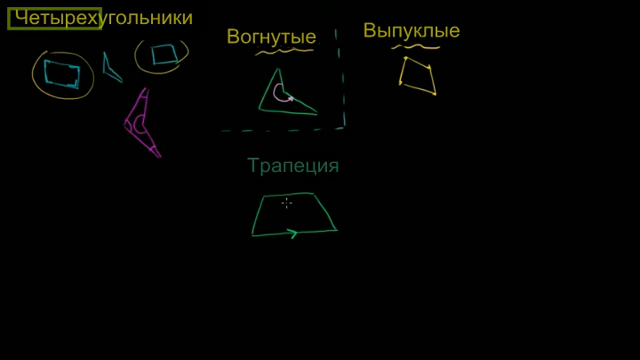 Четырехугольники
Вогнутые
Выпуклые
Трапеция